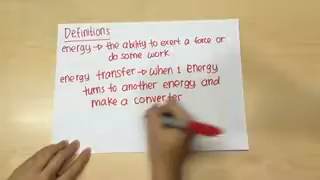 Definitions
energy → the ability to exert a force or
do some work
energy transfer → when 1 energy
turns to another energy and
make a converter